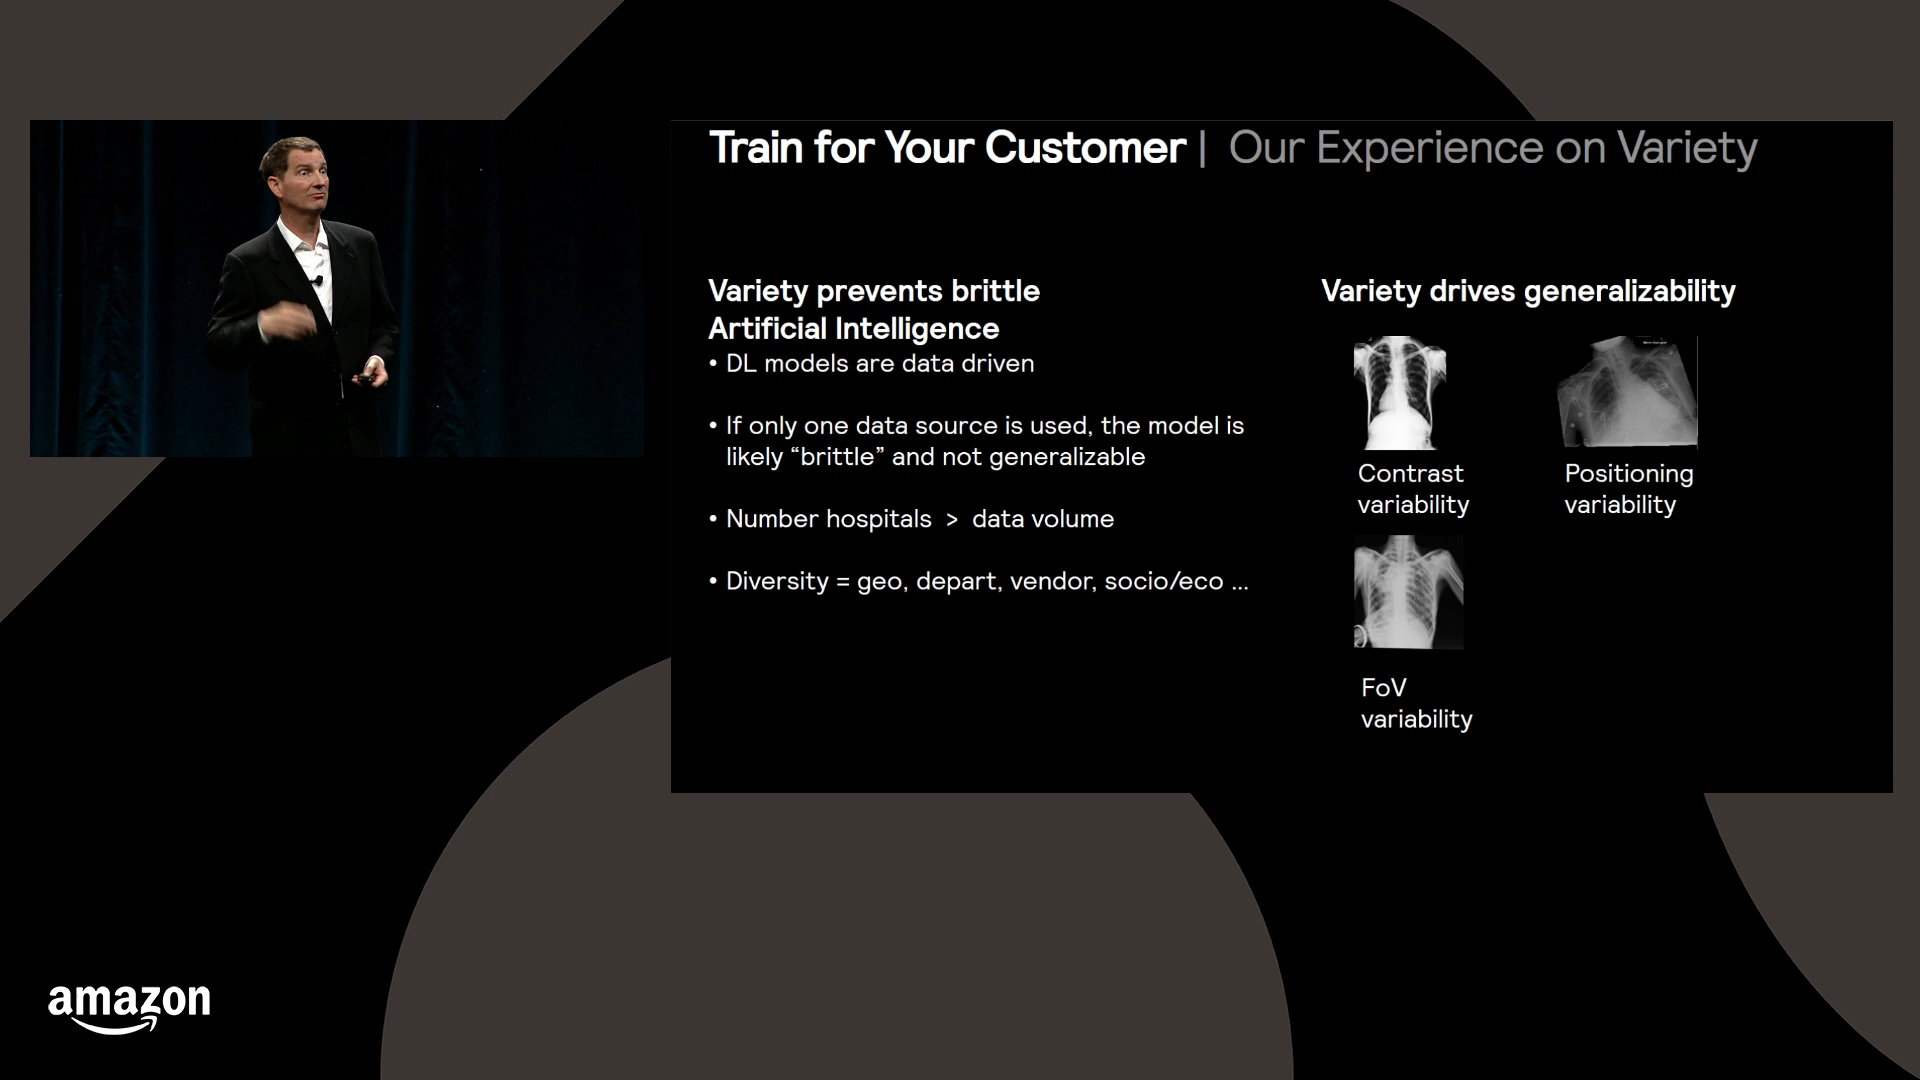 Train for Your Customer | Our Experience on Variety
Variety prevents brittle
Artificial Intelligence
• DL models are data driven
• If only one data source is used, the model is
likely “brittle” and not generalizable
• Number hospitals > data volume
• Diversity = geo, depart, vendor, socio/eco ...
Variety drives generalizability
Contrast
variability
Positioning
variability
FoV
variability
amazon